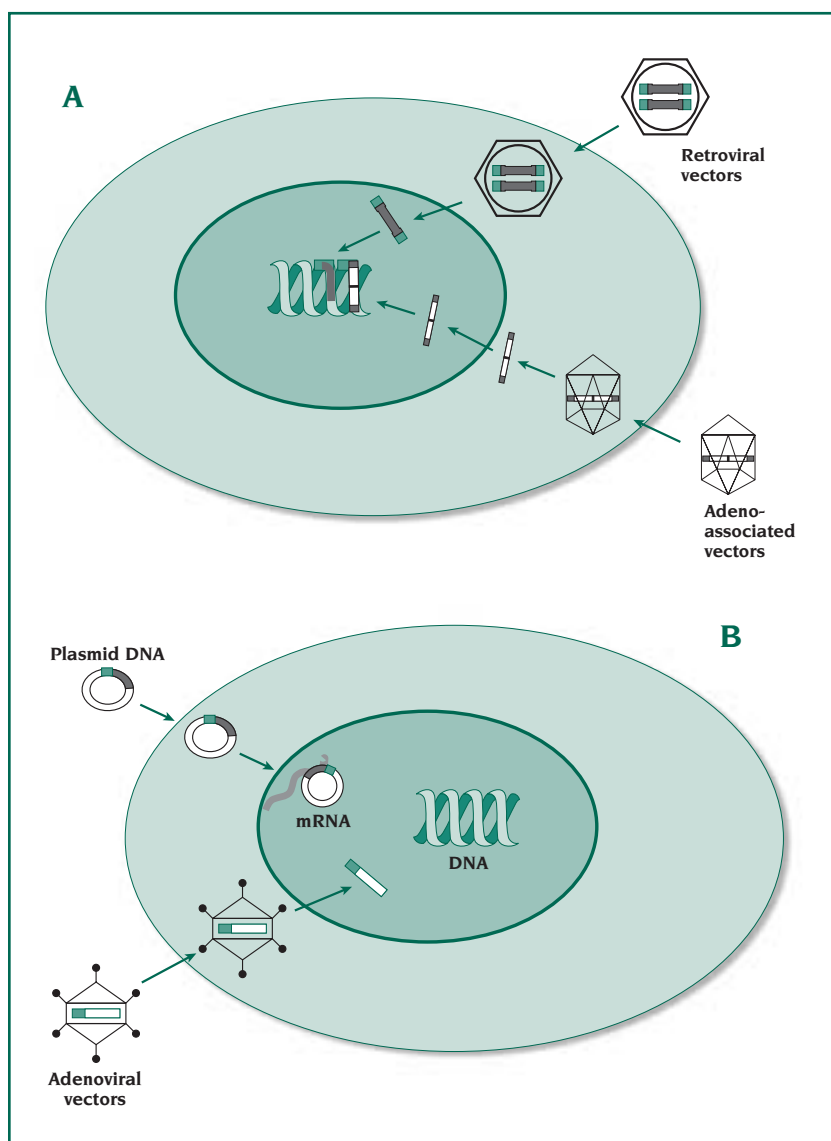 A
Retroviral
vectors
Adeno-
associated
vectors
B
Plasmid DNA
mRNA
DNA
Adenoviral
vectors